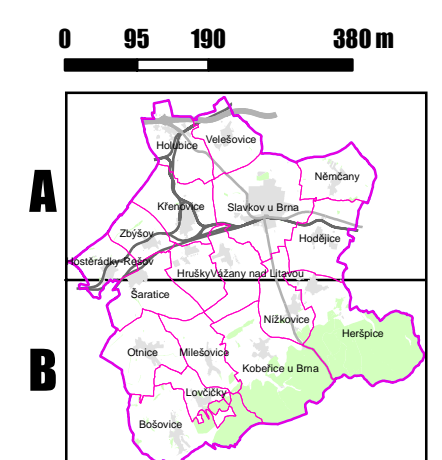 0 95 190 380 m
A
B
Holubice
Velešovice
Němčany
Křenovice
Slavkov u Brna
Zbýšov
Hodějice
Hostěrádky-Rešov
Hrušky
Vážany nad Litavou
Šaratice
Nížkovice
Heršpice
Otnice
Milešovice
Kobeřice u Brna
Lovčičky
Bošovice